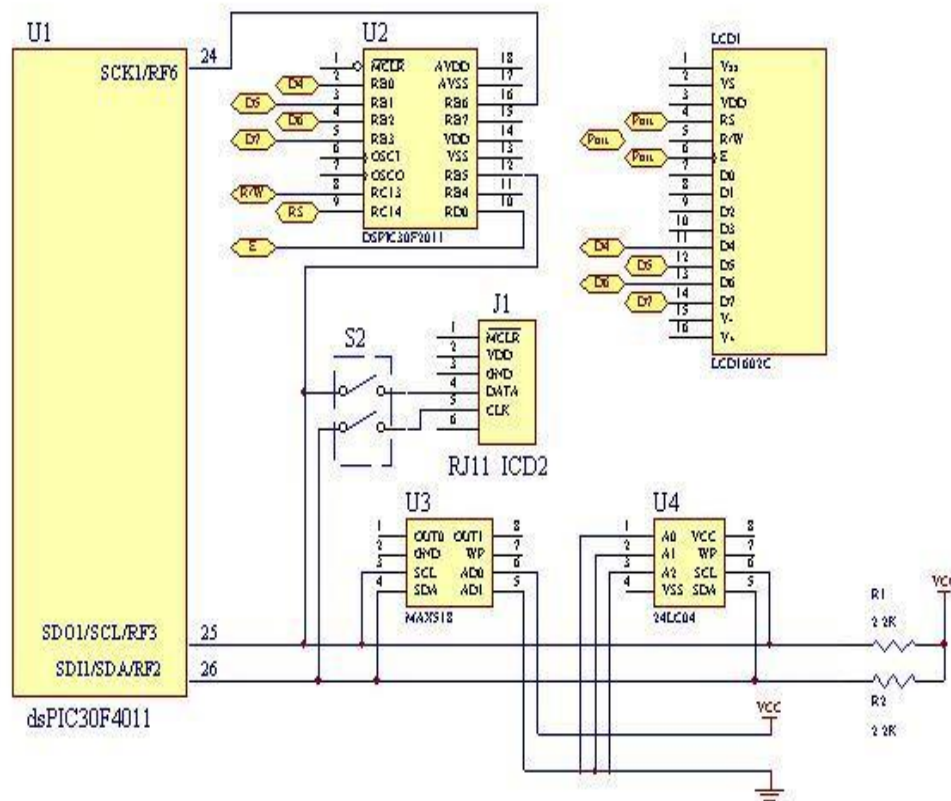 U1
24
SCK1/RF6
SDO1/SCL/RF3
25
SDI1/SDA/RF2
26
dsPIC30F4011
U2
1 MCLR AVDD 18
2 RB0 AVSS 17
3 RB1 RB6 16
4 RB2 RB7 15
5 RB3 VDD 14
6 OSC1 VSS 13
7 OSCO RB5 12
8 RC13 RB4 11
9 RC14 RD0 10
DSPIC30F2011
D4
D5
D6
D7
R/W
RS
E
LCD1
1 Vss
2 VS
3 VDD
Port 4 RS
Port 5 R/W
Port 6 E
7 D0
8 D1
9 D2
10 D3
D4 11 D4
D5 12 D5
D6 13 D6
D7 14 D7
15 V-
16 V+
LCD1602C
S2
J1
1 MCLR
2 VDD
3 GND
4 DATA
5 CLK
6
RJ11 ICD2
U3
1 OUT0 OUT1 8
2 GND WP 7
3 SCL AD0 6
4 SDA AD1 5
MAX518
U4
1 A0 VCC 8
2 A1 WP 7
3 A2 SCL 6
4 VSS SDA 5
24LC04
VCC
R1
2 2K
R2
2 2K
VCC